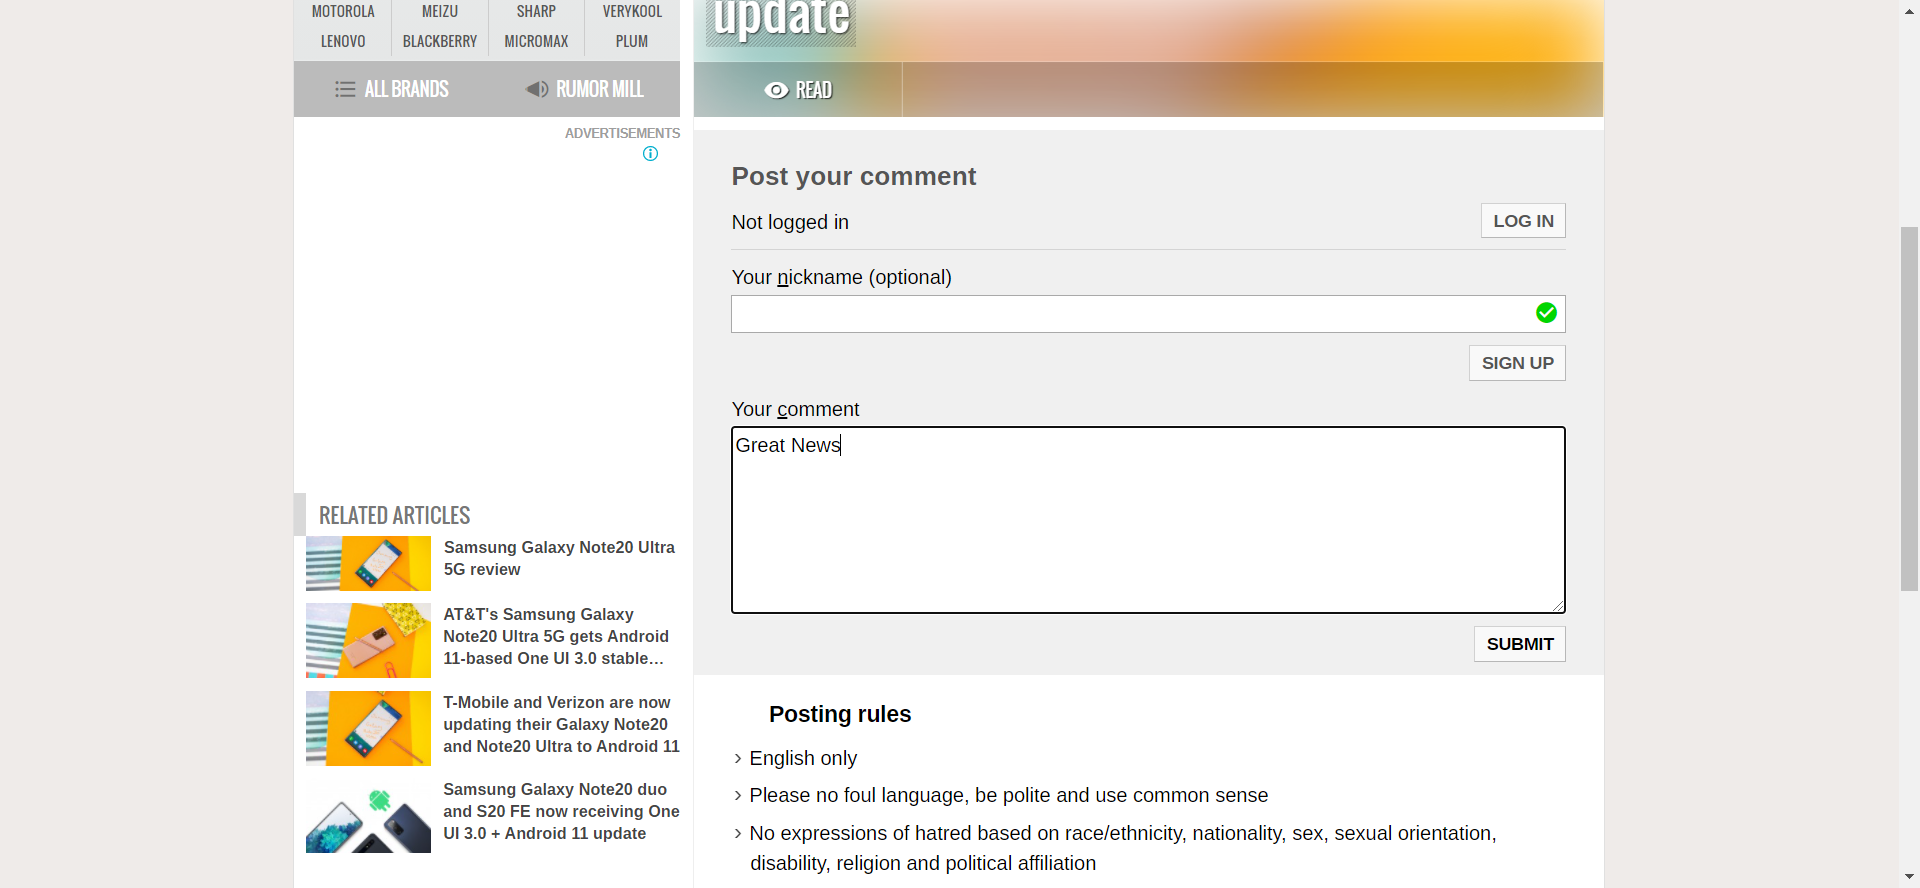 MOTOROLA MEIZU SHARP VERYKOOL
LENOVO BLACKBERRY MICROMAX PLUM
ALL BRANDS RUMOR MILL
ADVERTISEMENTS
RELATED ARTICLES
Samsung Galaxy Note20 Ultra
5G review
AT&T's Samsung Galaxy
Note20 Ultra 5G gets Android
11-based One UI 3.0 stable...
T-Mobile and Verizon are now
updating their Galaxy Note20
and Note20 Ultra to Android 11
Samsung Galaxy Note20 duo
and S20 FE now receiving One
UI 3.0 + Android 11 update
update
READ
Post your comment
Not logged in
LOG IN
Your nickname (optional)
SIGN UP
Your comment
Great News
SUBMIT
Posting rules
English only
Please no foul language, be polite and use common sense
No expressions of hatred based on race/ethnicity, nationality, sex, sexual orientation,
disability, religion and political affiliation